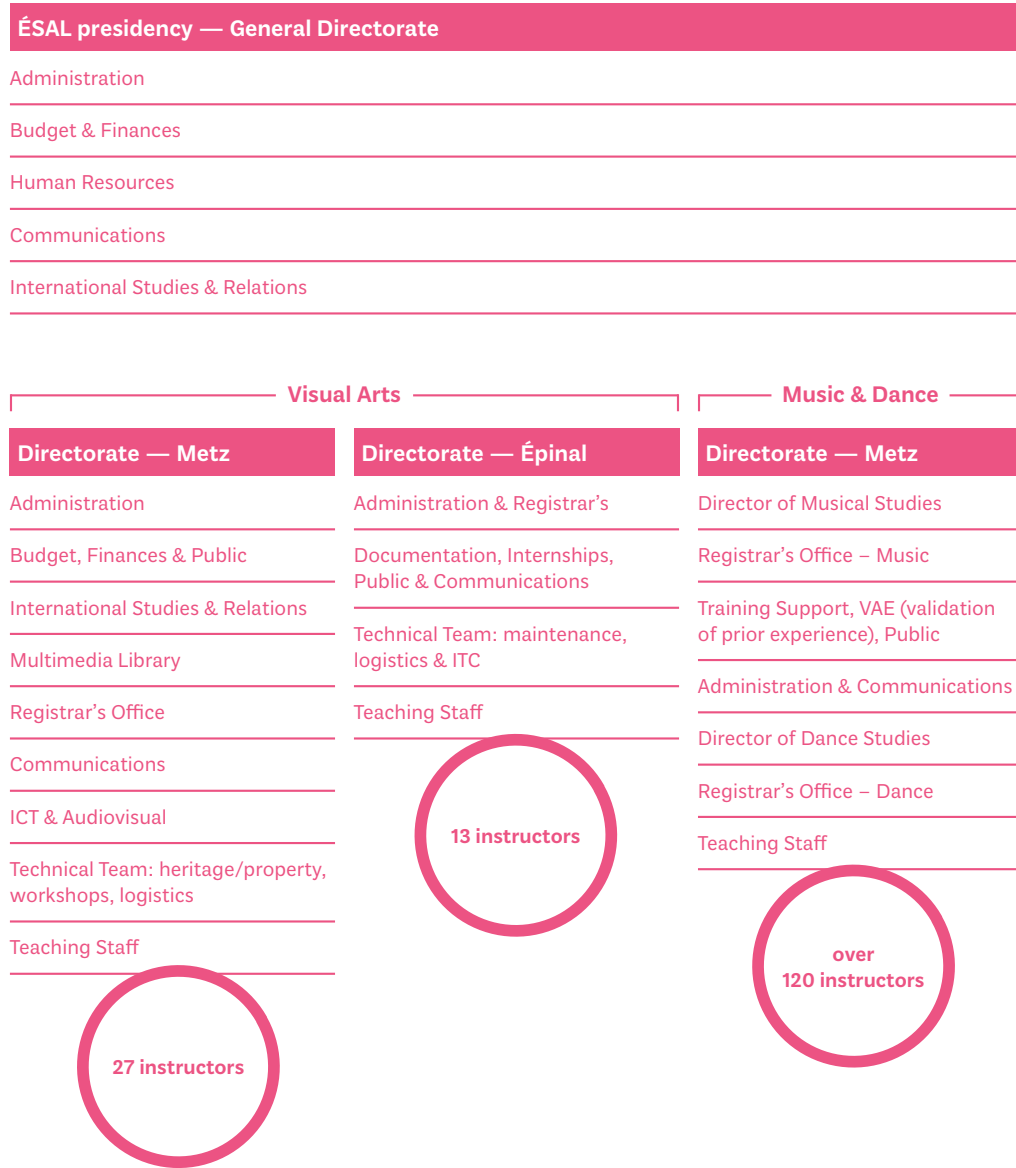 ÉSAL presidency — General Directorate
Administration
Budget & Finances
Human Resources
Communications
International Studies & Relations
Visual Arts
Directorate — Metz
Administration
Budget, Finances & Public
International Studies & Relations
Multimedia Library
Registrar’s Office
Communications
ICT & Audiovisual
Technical Team: heritage/property,
workshops, logistics
Teaching Staff
27 instructors
Directorate — Épinal
Administration & Registrar’s
Documentation, Internships,
Public & Communications
Technical Team: maintenance,
logistics & ITC
Teaching Staff
13 instructors
Music & Dance
Directorate — Metz
Director of Musical Studies
Registrar’s Office – Music
Training Support, VAE (validation
of prior experience), Public
Administration & Communications
Director of Dance Studies
Registrar’s Office – Dance
Teaching Staff
over
120 instructors